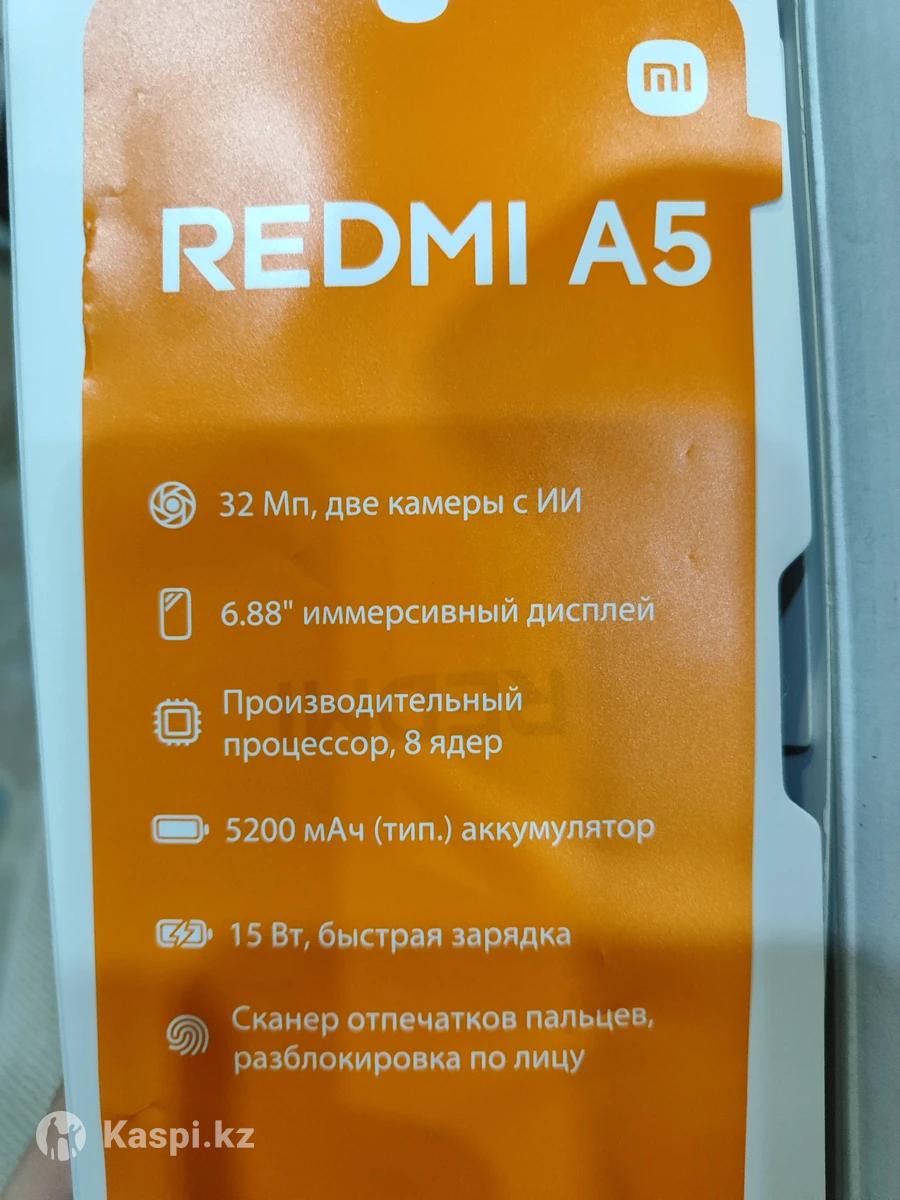 mi
REDMI A5
32 Мп, две камеры с ИИ
6.88" иммерсивный дисплей
Производительный
процессор, 8 ядер
REDMI
5200 мАч (тип.) аккумулятор
15 Вт, быстрая зарядка
Сканер отпечатков пальцев,
разблокировка по лицу
Kaspi.kz